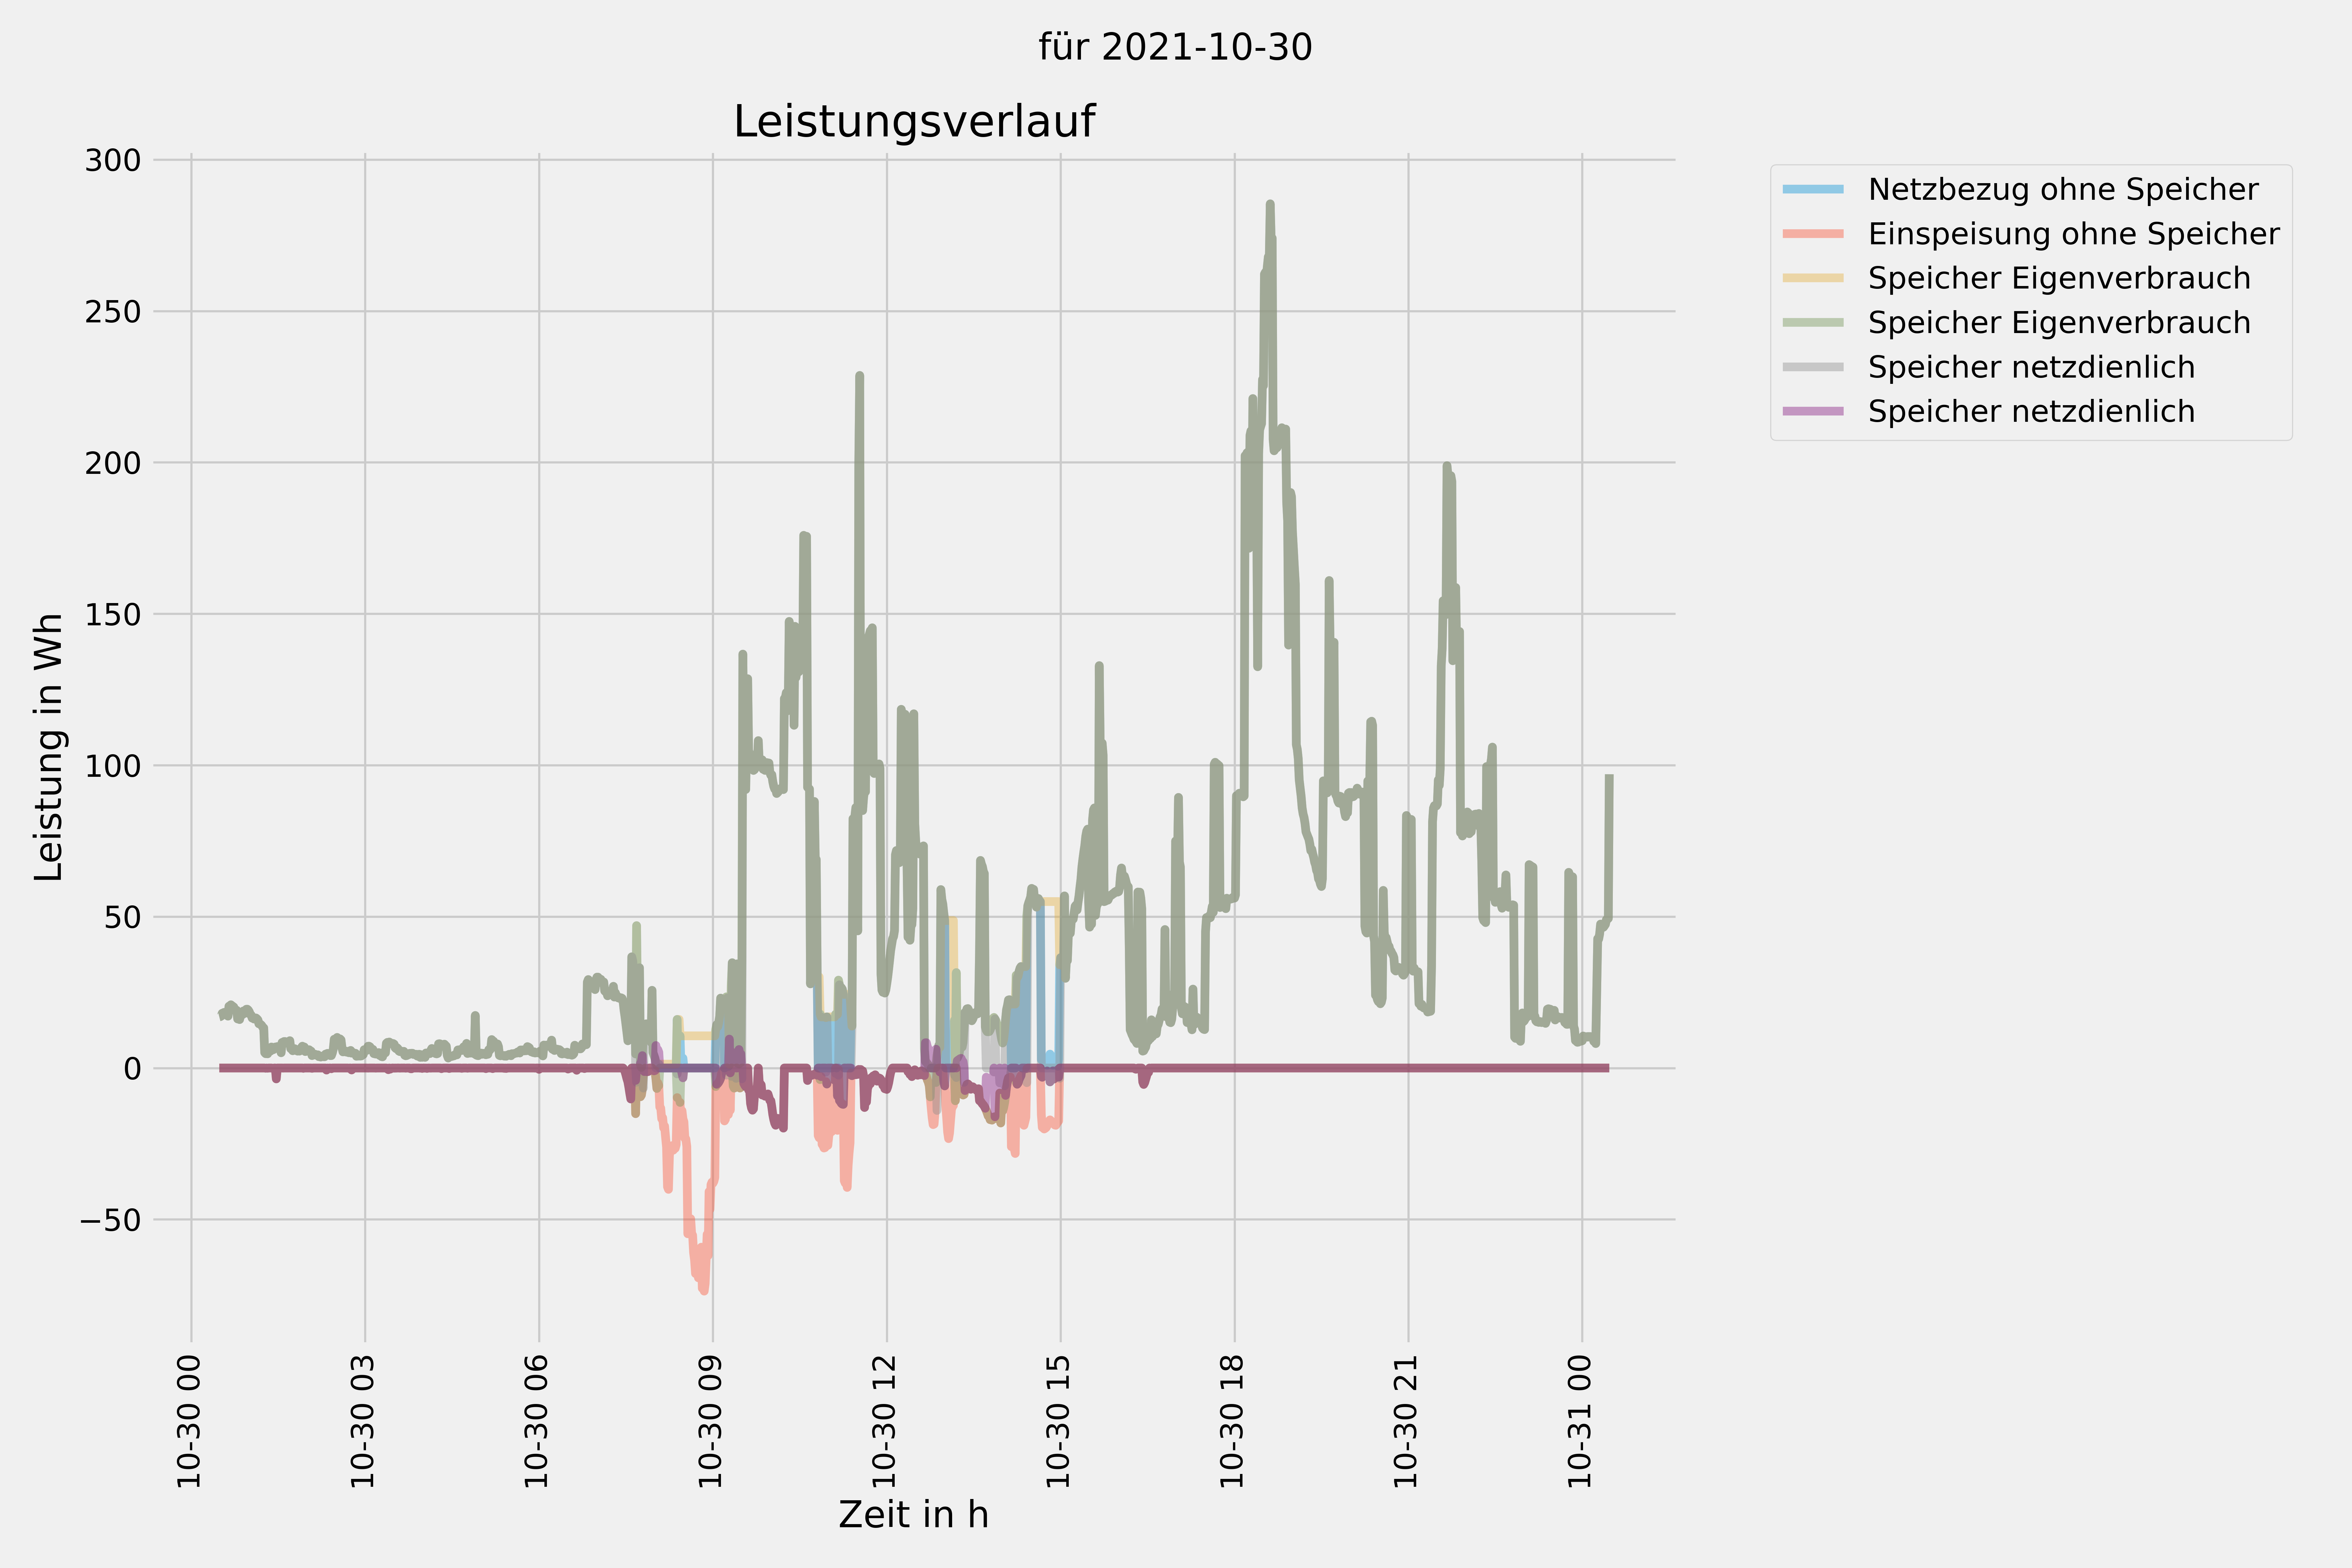 für 2021-10-30
Leistungsverlauf
300
250
200
150
100
50
0
−50
Leistung in Wh
10-30 00
10-30 03
10-30 06
10-30 09
10-30 12
10-30 15
10-30 18
10-30 21
10-31 00
Zeit in h
Netzbezug ohne Speicher
Einspeisung ohne Speicher
Speicher Eigenverbrauch
Speicher Eigenverbrauch
Speicher netzdienlich
Speicher netzdienlich